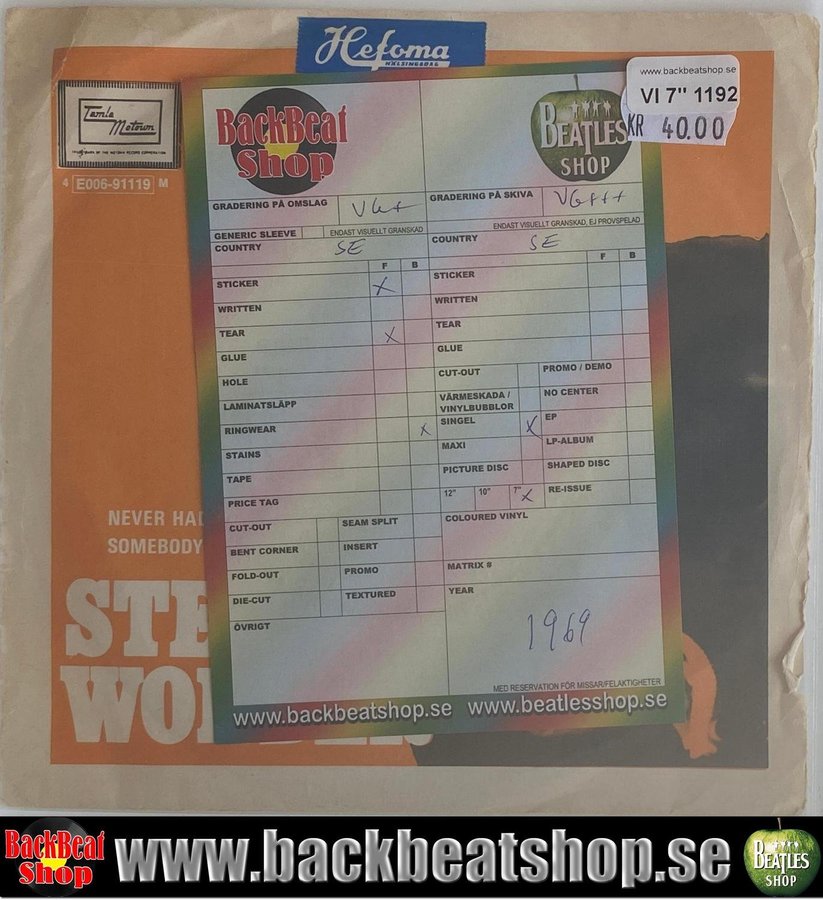 Hefoma
HÄLSINGBORG
www.backbeatshop.se
VI 7" 1192
KR 40.00
Tamla
Motown
4 E006-91119 M
BackBeat
Shop
BEATLES
SHOP
GRADERING PÅ OMSLAG VG+
GRADERING PÅ SKIVA VG+++
GENERIC SLEEVE ENDAST VISUELLT GRANSKAD
ENDAST VISUELLT GRANSKAD, EJ PROVSPELAD
COUNTRY SE
COUNTRY SE
F B
F B
STICKER X
WRITTEN
TEAR X
GLUE
HOLE
LAMINATSLÄPP
RINGWEAR X
STAINS
TAPE
PRICE TAG
CUT-OUT SEAM SPLIT
BENT CORNER INSERT
FOLD-OUT PROMO
DIE-CUT TEXTURED
ÖVRIGT
STICKER
WRITTEN
TEAR
GLUE
CUT-OUT PROMO / DEMO
VÄRMESKADA / NO CENTER
VINYLBUBBLOR
SINGEL X EP
MAXI LP-ALBUM
PICTURE DISC SHAPED DISC
12" 10" 7" X RE-ISSUE
COLOURED VINYL
MATRIX #
YEAR
1969
MED RESERVATION FÖR MISSAR/FELAKTIGHETER
www.backbeatshop.se www.beatlesshop.se
NEVER HA
SOMEBODY
STE
WO
BackBeat
Shop
www.backbeatshop.se
BEATLES
SHOP